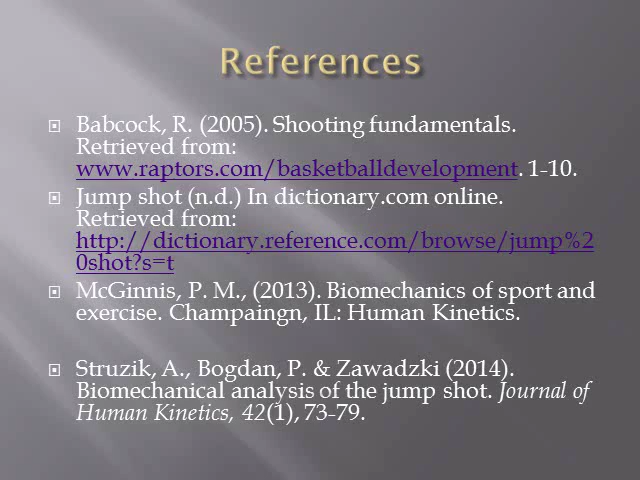 References
Babcock, R. (2005). Shooting fundamentals.
Retrieved from:
www.raptors.com/basketballdevelopment. 1-10.
Jump shot (n.d.) In dictionary.com online.
Retrieved from:
http://dictionary.reference.com/browse/jump%2
0shot?s=t
McGinnis, P. M., (2013). Biomechanics of sport and
exercise. Champaingn, IL: Human Kinetics.
Struzik, A., Bogdan, P. & Zawadzki (2014).
Biomechanical analysis of the jump shot. Journal of
Human Kinetics, 42(1), 73-79.